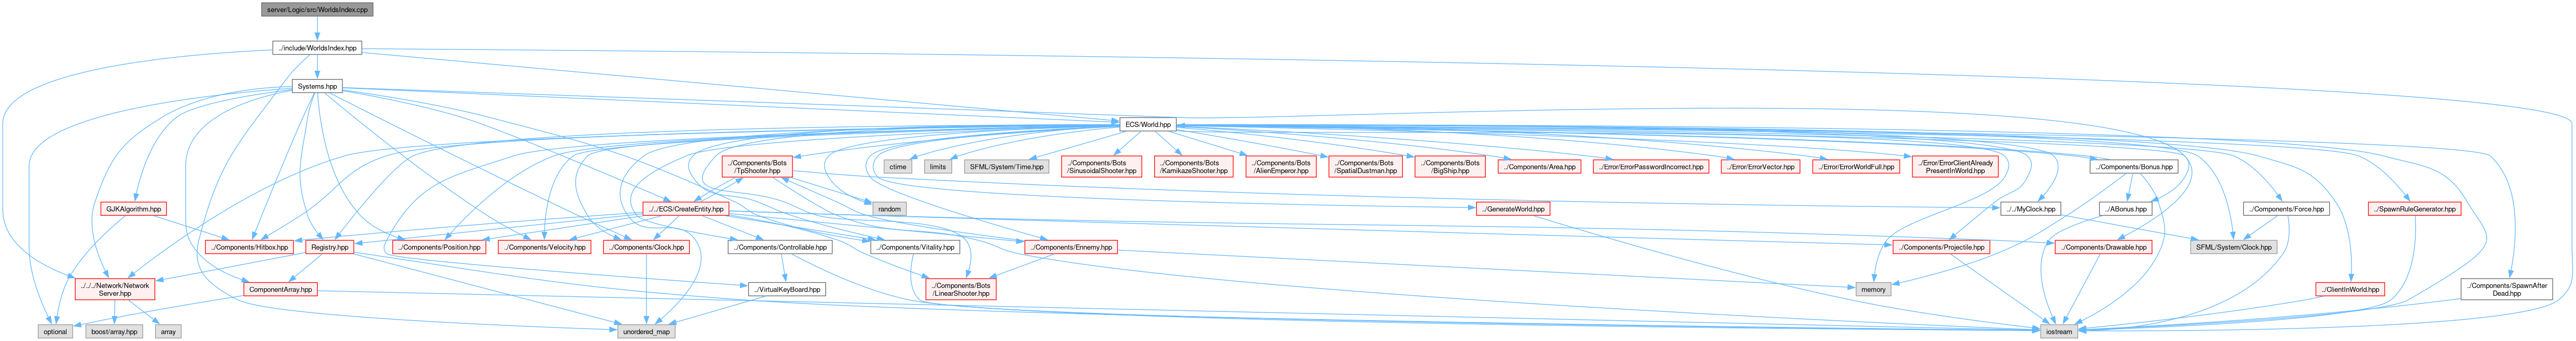 server/Logic/src/WorldsIndex.cpp
../include/WorldsIndex.hpp
Systems.hpp
ECS/World.hpp
../Components/Bots
/TpShooter.hpp
ctime
limits
SFML/System/Time.hpp
../Components/Bots
/SinusoidalShooter.hpp
../Components/Bots
/KamikazeShooter.hpp
../Components/Bots
/AlienEmperor.hpp
../Components/Bots
/SpatialDustman.hpp
../Components/Bots
/BigShip.hpp
../Components/Area.hpp
../Error/ErrorPasswordIncorrect.hpp
../Error/ErrorVector.hpp
../Error/ErrorWorldFull.hpp
../Error/ErrorClientAlready
PresentInWorld.hpp
../Components/Bonus.hpp
GJKAlgorithm.hpp
../../ECS/CreateEntity.hpp
random
../GenerateWorld.hpp
../../MyClock.hpp
../ABonus.hpp
../Components/Force.hpp
../SpawnRuleGenerator.hpp
../Components/Hitbox.hpp
Registry.hpp
../Components/Position.hpp
../Components/Velocity.hpp
../Components/Clock.hpp
../Components/Controllable.hpp
../Components/Vitality.hpp
../Components/Ennemy.hpp
../Components/Projectile.hpp
../Components/Drawable.hpp
SFML/System/Clock.hpp
../../../Network/Network
Server.hpp
ComponentArray.hpp
../VirtualKeyBoard.hpp
../Components/Bots
/LinearShooter.hpp
memory
../ClientInWorld.hpp
../Components/SpawnAfter
Dead.hpp
optional
boost/array.hpp
array
unordered_map
iostream